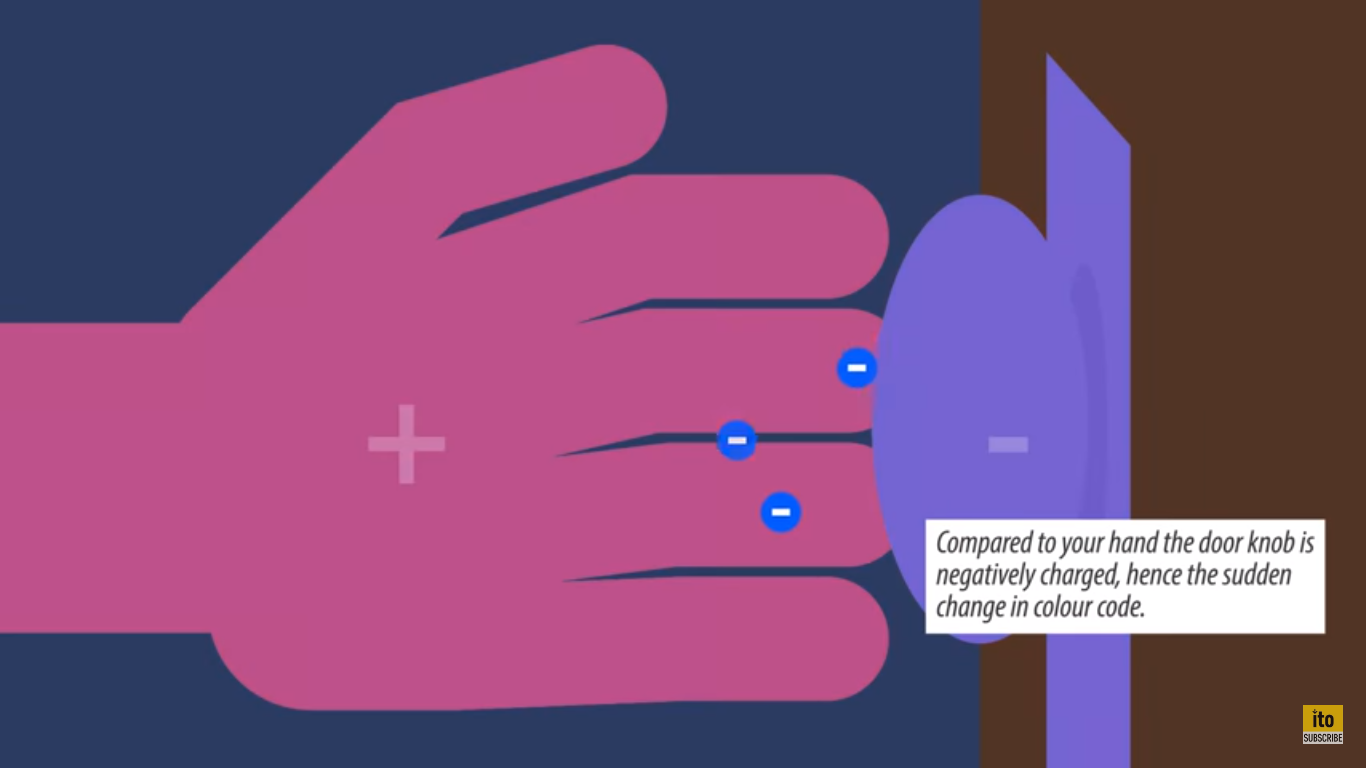 Compared to your hand the door knob is
negatively charged, hence the sudden
change in colour code.
ito
SUBSCRIBE